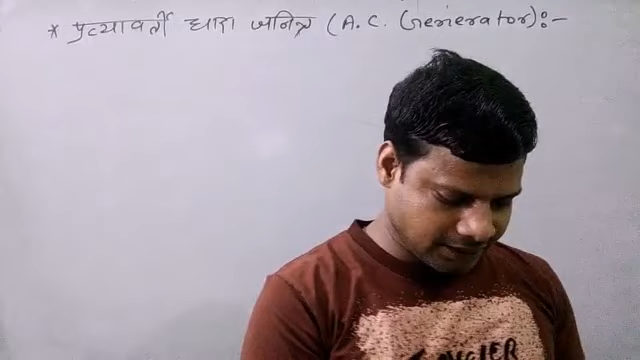 * प्रत्यावर्ती धारा जनित्र (A.C. Generator):-